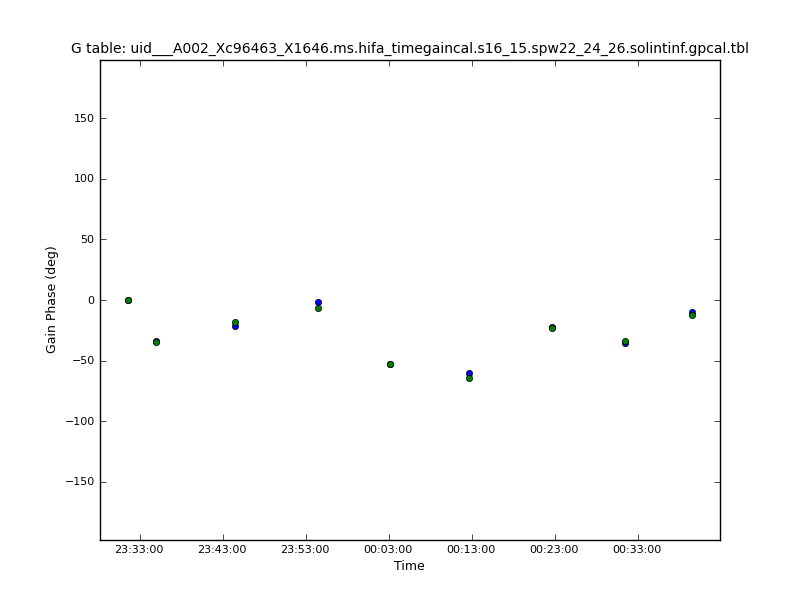 G table: uid___A002_Xc96463_X1646.ms.hifa_timegaincal.s16_15.spw22_24_26.solintinf.gpcal.tbl
150
100
50
0
−50
−100
−150
Gain Phase (deg)
23:33:00 23:43:00 23:53:00 00:03:00 00:13:00 00:23:00 00:33:00
Time